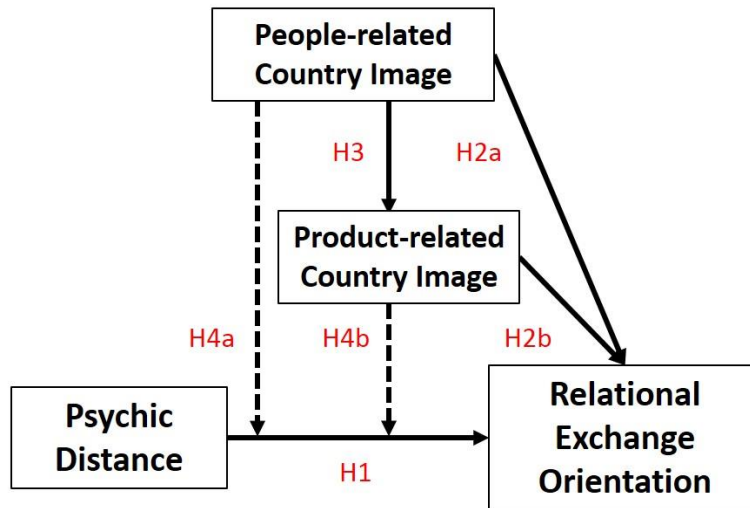 People-related
Country Image
H3
H2a
Product-related
Country Image
H4a
H4b
H2b
Psychic
Distance
Relational
Exchange
Orientation
H1